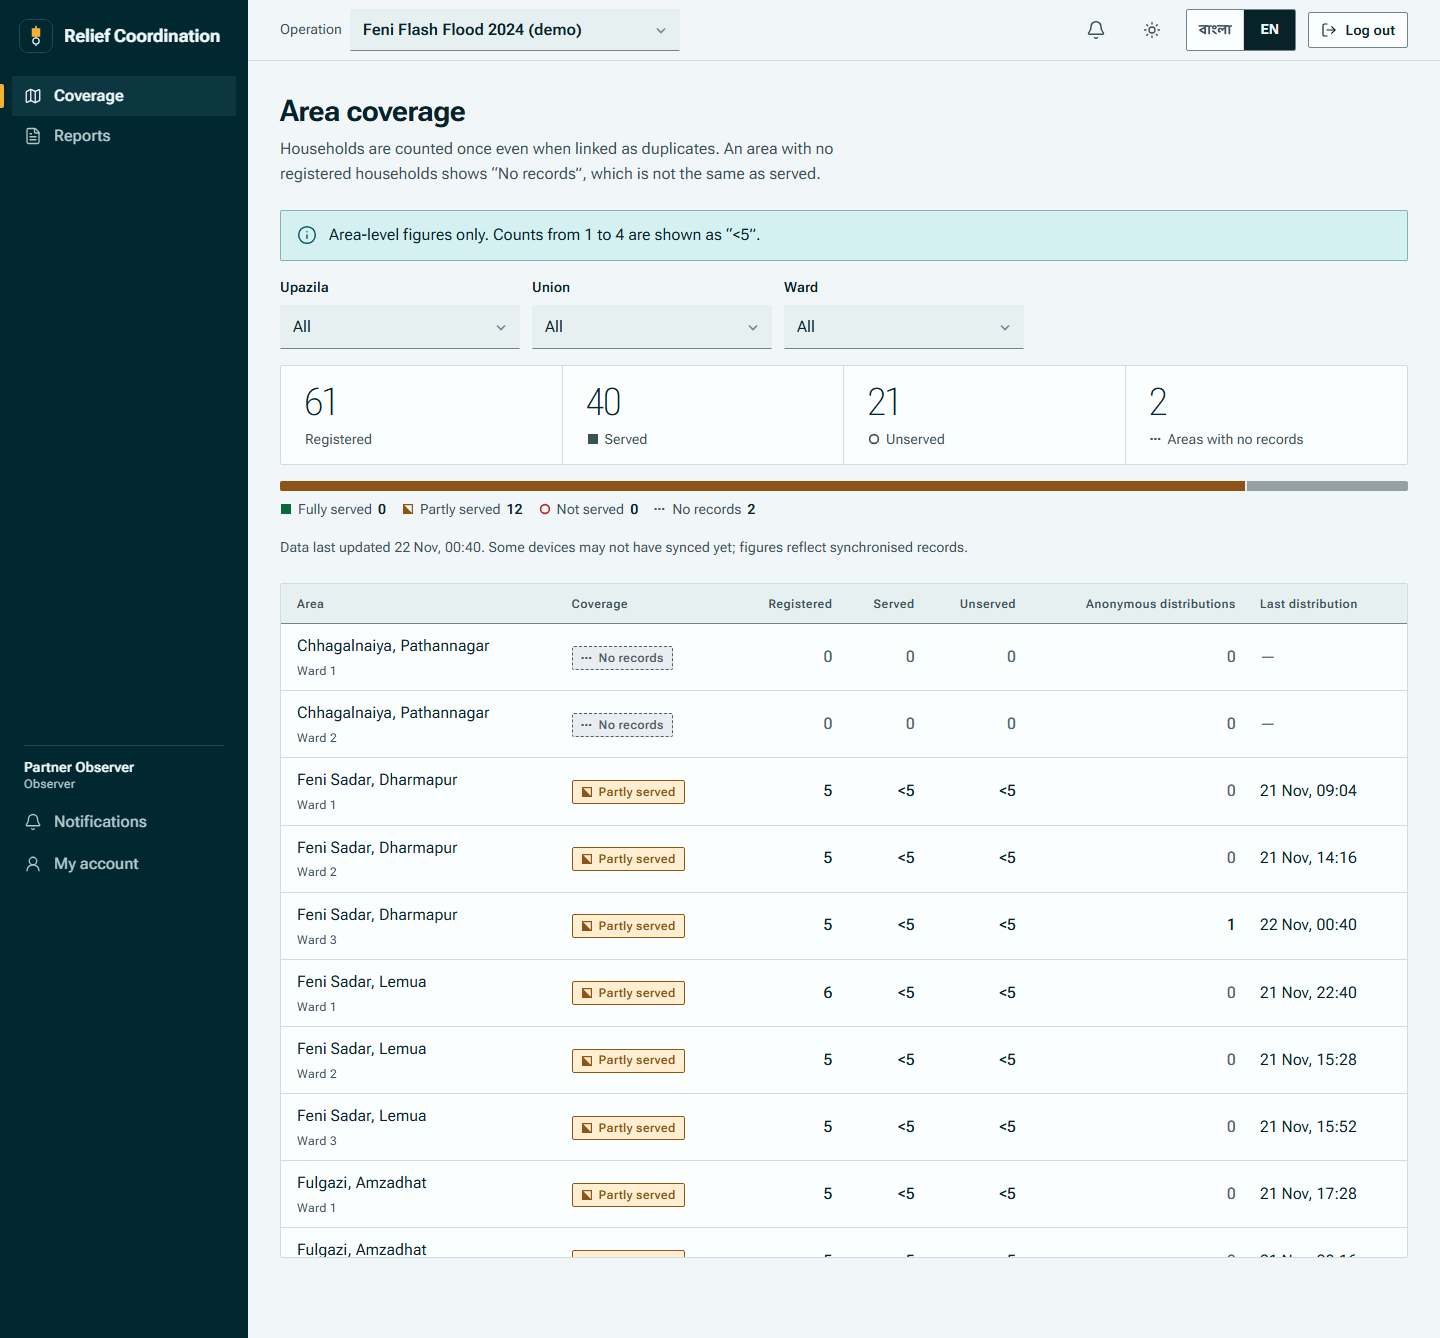 Relief Coordination
Coverage
Reports
Partner Observer
Observer
Notifications
My account
Operation Feni Flash Flood 2024 (demo) বাংলা EN Log out
Area coverage
Households are counted once even when linked as duplicates. An area with no
registered households shows “No records”, which is not the same as served.
Area-level figures only. Counts from 1 to 4 are shown as “<5”.
Upazila Union Ward
All All All
61 40 21 2
Registered Served Unserved Areas with no records
Fully served 0 Partly served 12 Not served 0 No records 2
Data last updated 22 Nov, 00:40. Some devices may not have synced yet; figures reflect synchronised records.
Area Coverage Registered Served Unserved Anonymous distributions Last distribution
Chhagalnaiya, Pathannagar
Ward 1 No records 0 0 0 0 —
Chhagalnaiya, Pathannagar
Ward 2 No records 0 0 0 0 —
Feni Sadar, Dharmapur
Ward 1 Partly served 5 <5 <5 0 21 Nov, 09:04
Feni Sadar, Dharmapur
Ward 2 Partly served 5 <5 <5 0 21 Nov, 14:16
Feni Sadar, Dharmapur
Ward 3 Partly served 5 <5 <5 1 22 Nov, 00:40
Feni Sadar, Lemua
Ward 1 Partly served 6 <5 <5 0 21 Nov, 22:40
Feni Sadar, Lemua
Ward 2 Partly served 5 <5 <5 0 21 Nov, 15:28
Feni Sadar, Lemua
Ward 3 Partly served 5 <5 <5 0 21 Nov, 15:52
Fulgazi, Amzadhat
Ward 1 Partly served 5 <5 <5 0 21 Nov, 17:28
Fulgazi, Amzadhat